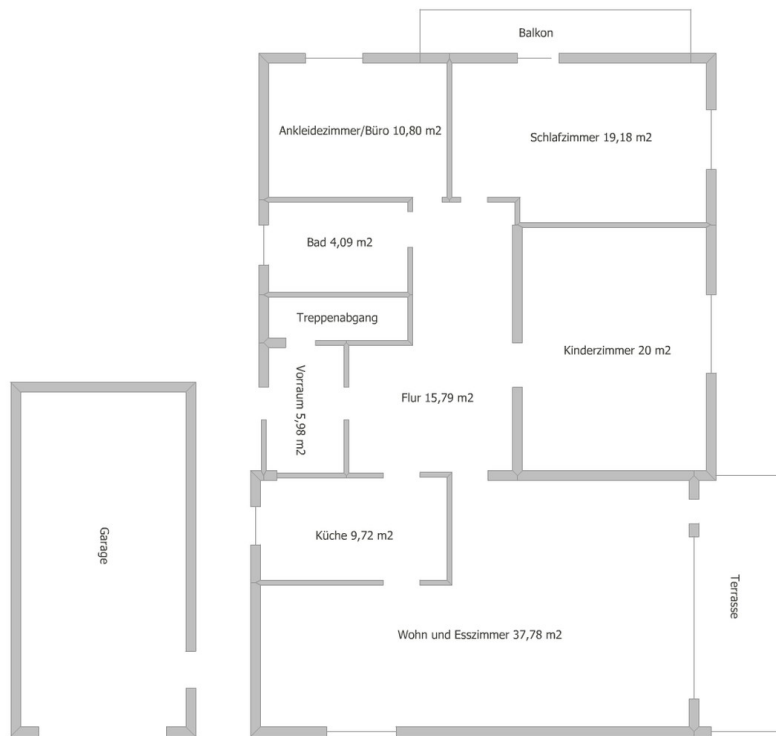 Balkon
Ankleidezimmer/Büro 10,80 m2
Schlafzimmer 19,18 m2
Bad 4,09 m2
Treppenabgang
Kinderzimmer 20 m2
Vorraum 5,98 m2
Flur 15,79 m2
Garage
Küche 9,72 m2
Terrasse
Wohn und Esszimmer 37,78 m2